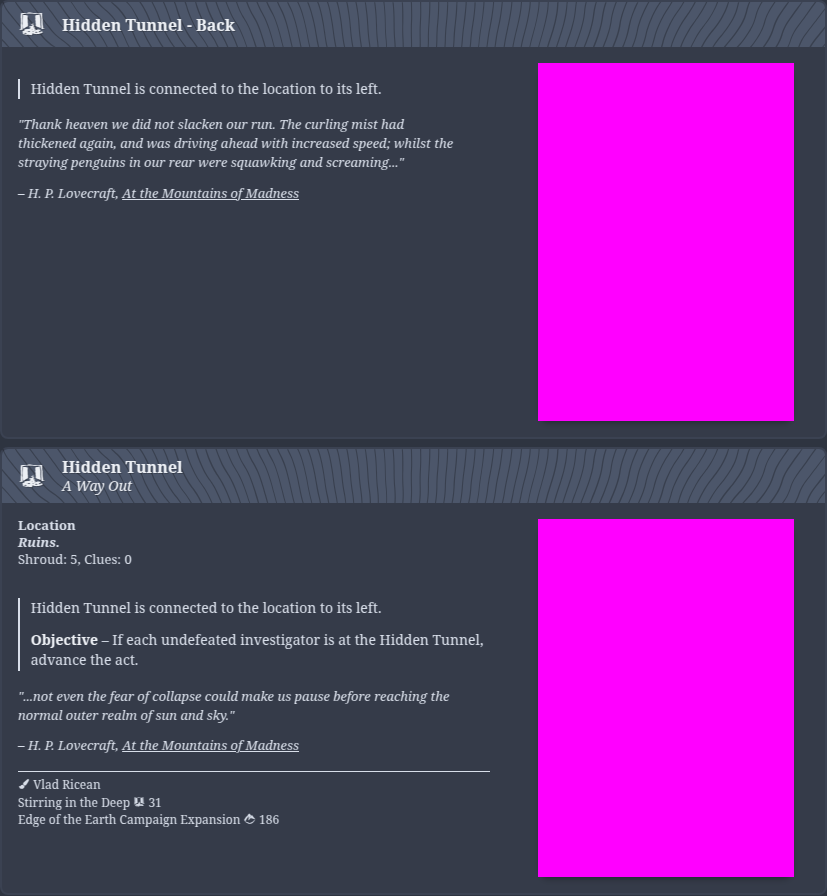 Hidden Tunnel - Back
Hidden Tunnel is connected to the location to its left.
"Thank heaven we did not slacken our run. The curling mist had
thickened again, and was driving ahead with increased speed; whilst the
straying penguins in our rear were squawking and screaming..."
– H. P. Lovecraft, At the Mountains of Madness
Hidden Tunnel
A Way Out
Location
Ruins.
Shroud: 5, Clues: 0
Hidden Tunnel is connected to the location to its left.
Objective – If each undefeated investigator is at the Hidden Tunnel,
advance the act.
"...not even the fear of collapse could make us pause before reaching the
normal outer realm of sun and sky."
– H. P. Lovecraft, At the Mountains of Madness
Vlad Ricean
Stirring in the Deep 31
Edge of the Earth Campaign Expansion 186